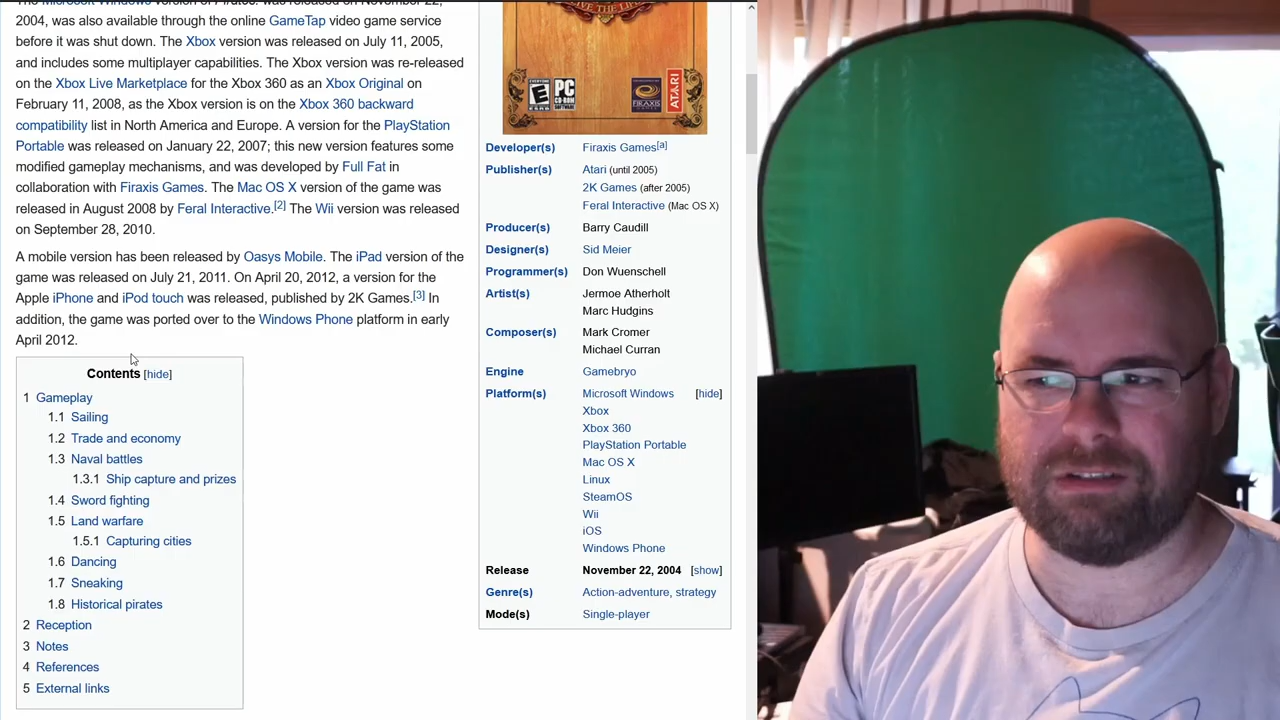 The Microsoft Windows version of Pirates! was released on November 22,
2004, was also available through the online GameTap video game service
before it was shut down. The Xbox version was released on July 11, 2005,
and includes some multiplayer capabilities. The Xbox version was re-released
on the Xbox Live Marketplace for the Xbox 360 as an Xbox Original on
February 11, 2008, as the Xbox version is on the Xbox 360 backward
compatibility list in North America and Europe. A version for the PlayStation
Portable was released on January 22, 2007; this new version features some
modified gameplay mechanisms, and was developed by Full Fat in
collaboration with Firaxis Games. The Mac OS X version of the game was
released in August 2008 by Feral Interactive.[2] The Wii version was released
on September 28, 2010.
A mobile version has been released by Oasys Mobile. The iPad version of the
game was released on July 21, 2011. On April 20, 2012, a version for the
Apple iPhone and iPod touch was released, published by 2K Games.[3] In
addition, the game was ported over to the Windows Phone platform in early
April 2012.
Contents [hide]
1 Gameplay
1.1 Sailing
1.2 Trade and economy
1.3 Naval battles
1.3.1 Ship capture and prizes
1.4 Sword fighting
1.5 Land warfare
1.5.1 Capturing cities
1.6 Dancing
1.7 Sneaking
1.8 Historical pirates
2 Reception
3 Notes
4 References
5 External links
LIVE THE LIFE
E
PC
CD-ROM
SOFTWARE
FIRAXIS
GAMES
ATARI
Developer(s) Firaxis Games[a]
Publisher(s) Atari (until 2005)
2K Games (after 2005)
Feral Interactive (Mac OS X)
Producer(s) Barry Caudill
Designer(s) Sid Meier
Programmer(s) Don Wuenschell
Artist(s) Jermoe Atherholt
Marc Hudgins
Composer(s) Mark Cromer
Michael Curran
Engine Gamebryo
Platform(s) Microsoft Windows [hide]
Xbox
Xbox 360
PlayStation Portable
Mac OS X
Linux
SteamOS
Wii
iOS
Windows Phone
Release November 22, 2004 [show]
Genre(s) Action-adventure, strategy
Mode(s) Single-player